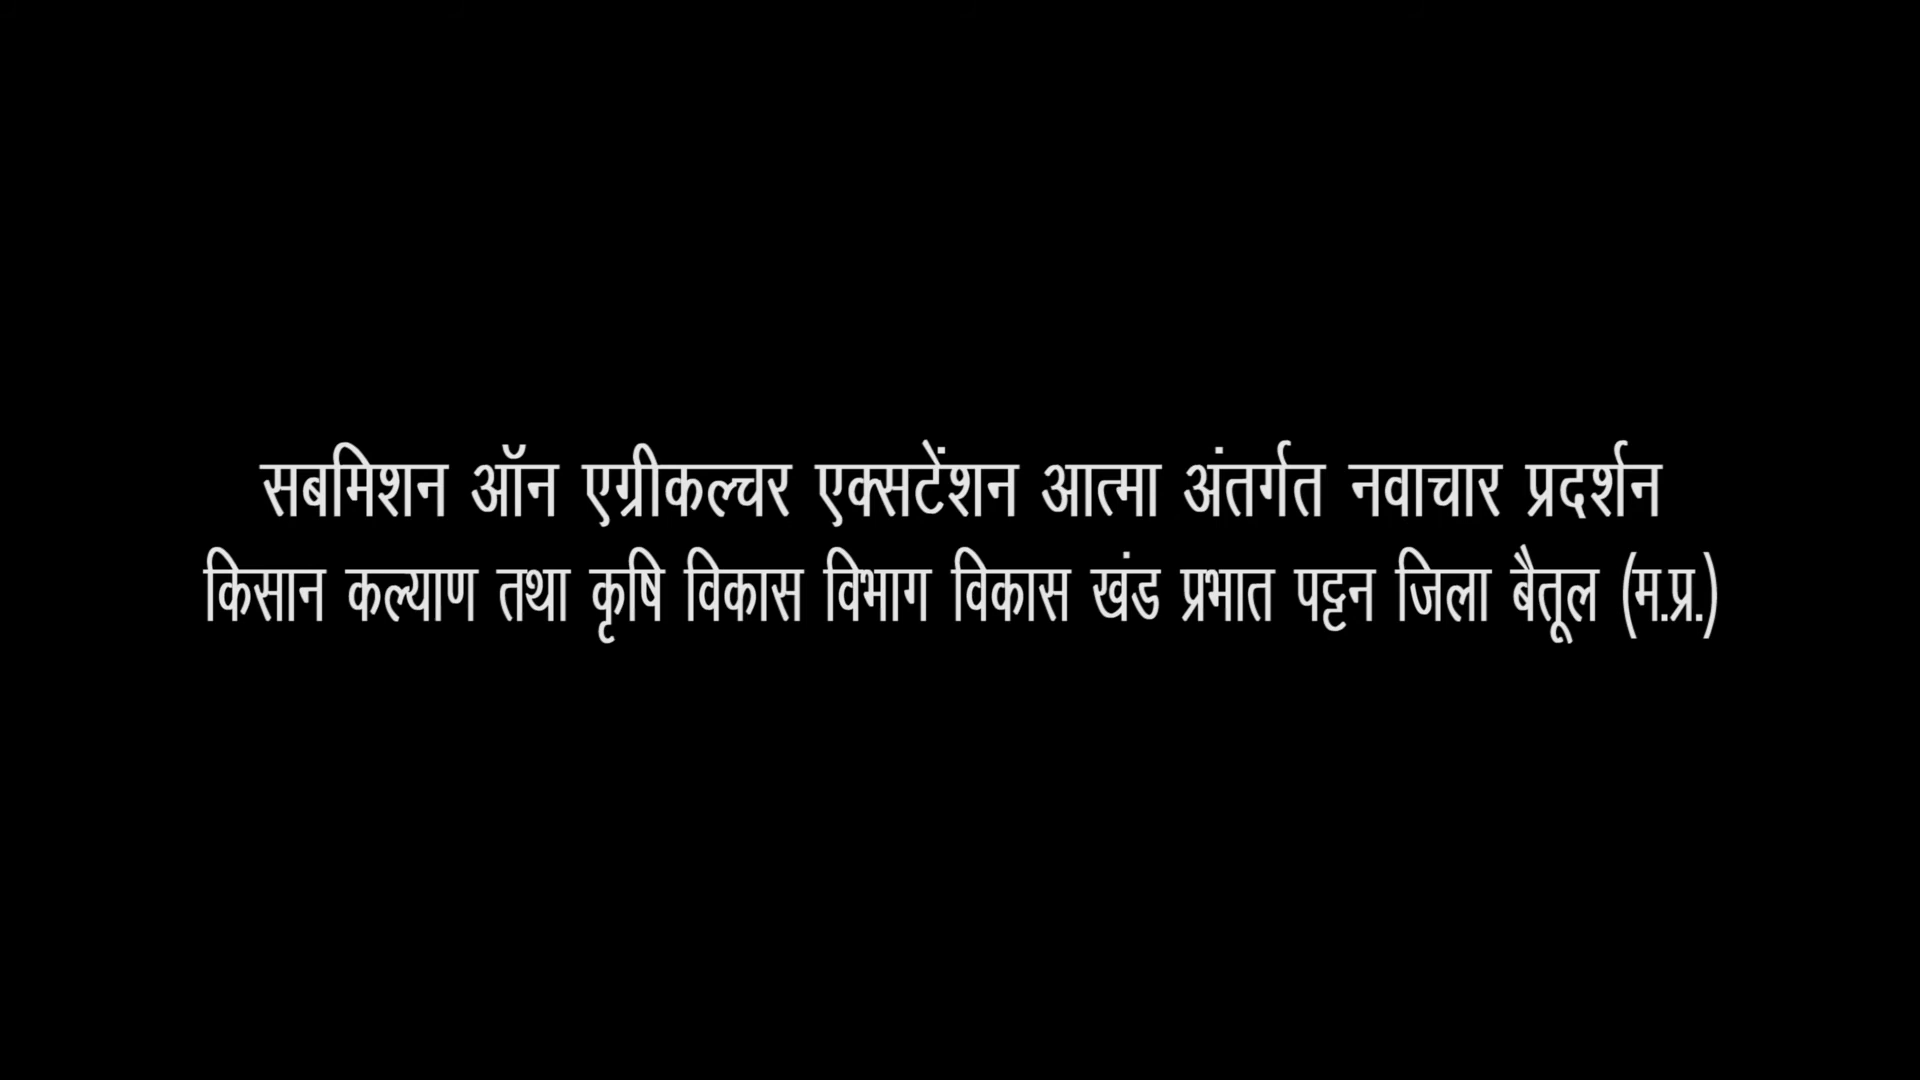 सबमिशन ऑन एग्रीकल्चर एक्सटेंशन आत्मा अंतर्गत नवाचार प्रदर्शन
किसान कल्याण तथा कृषि विकास विभाग विकास खंड प्रभात पट्टन जिला बैतूल (म.प्र.)